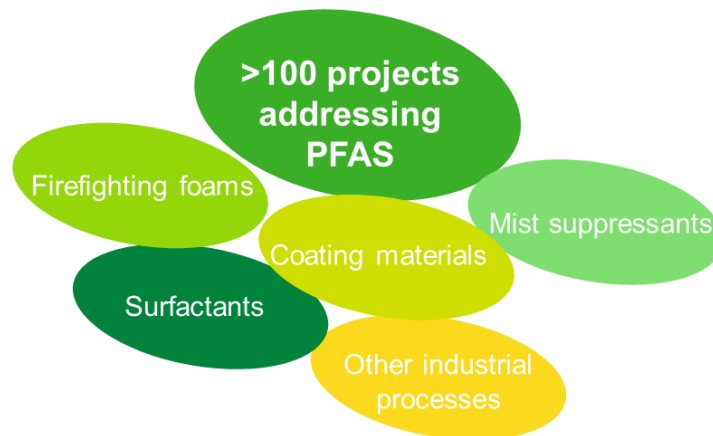 >100 projects
addressing
PFAS
Firefighting foams
Mist suppressants
Coating materials
Surfactants
Other industrial
processes